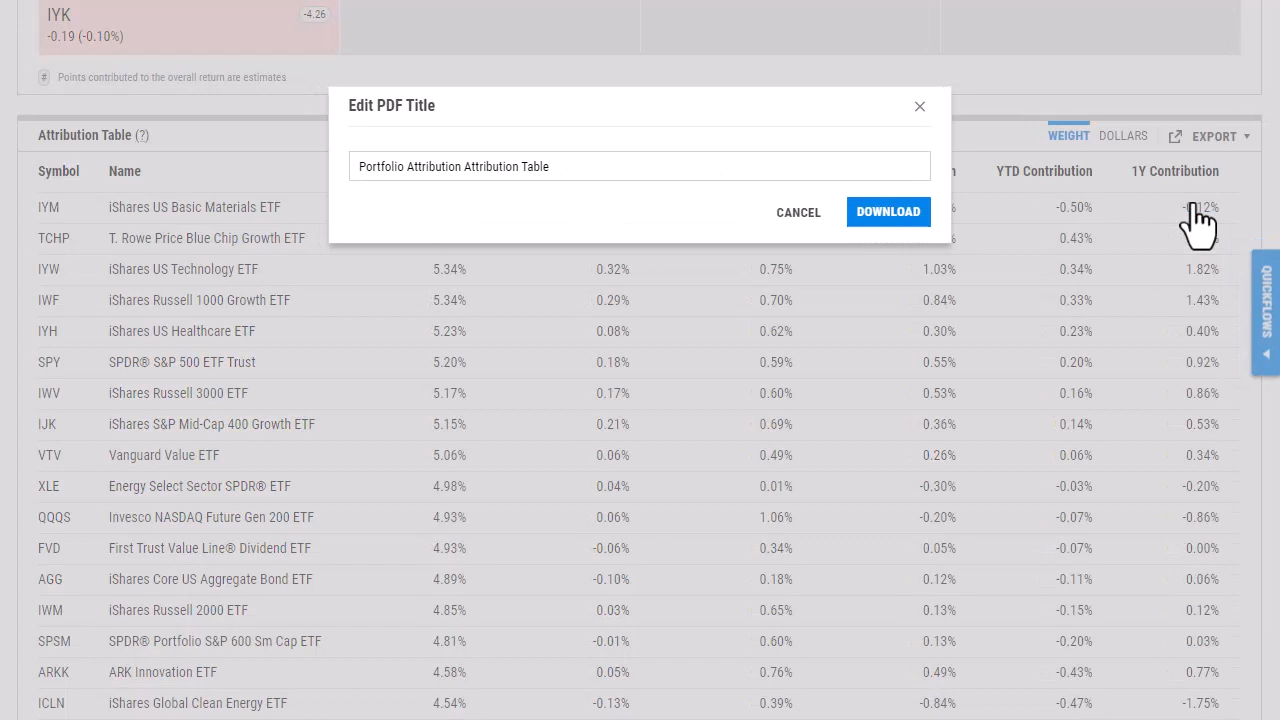 IYK -4.26
-0.19 (-0.10%)
# Points contributed to the overall return are estimates
Edit PDF Title ×
Portfolio Attribution Attribution Table
CANCEL DOWNLOAD
Attribution Table (?) WEIGHT DOLLARS EXPORT
Symbol Name YTD Contribution 1Y Contribution
IYM iShares US Basic Materials ETF -0.50%
TCHP T. Rowe Price Blue Chip Growth ETF 0.43%
IYW iShares US Technology ETF 5.34% 0.32% 0.75% 1.03% 0.34% 1.82%
IWF iShares Russell 1000 Growth ETF 5.34% 0.29% 0.70% 0.84% 0.33% 1.43%
IYH iShares US Healthcare ETF 5.23% 0.08% 0.62% 0.30% 0.23% 0.40%
SPY SPDR® S&P 500 ETF Trust 5.20% 0.18% 0.59% 0.55% 0.20% 0.92%
IWV iShares Russell 3000 ETF 5.17% 0.17% 0.60% 0.53% 0.16% 0.86%
IJK iShares S&P Mid-Cap 400 Growth ETF 5.15% 0.21% 0.69% 0.36% 0.14% 0.53%
VTV Vanguard Value ETF 5.06% 0.06% 0.49% 0.26% 0.06% 0.34%
XLE Energy Select Sector SPDR® ETF 4.98% 0.04% 0.01% -0.30% -0.03% -0.20%
QQQS Invesco NASDAQ Future Gen 200 ETF 4.93% 0.06% 1.06% -0.20% -0.07% -0.86%
FVD First Trust Value Line® Dividend ETF 4.93% -0.06% 0.34% 0.05% -0.07% 0.00%
AGG iShares Core US Aggregate Bond ETF 4.89% -0.10% 0.18% 0.12% -0.11% 0.06%
IWM iShares Russell 2000 ETF 4.85% 0.03% 0.65% 0.13% -0.15% 0.12%
SPSM SPDR® Portfolio S&P 600 Sm Cap ETF 4.81% -0.01% 0.60% 0.13% -0.20% 0.03%
ARKK ARK Innovation ETF 4.58% 0.05% 0.76% 0.49% -0.43% 0.77%
ICLN iShares Global Clean Energy ETF 4.54% -0.13% 0.39% -0.84% -0.47% -1.75%
QUICKFLOWS